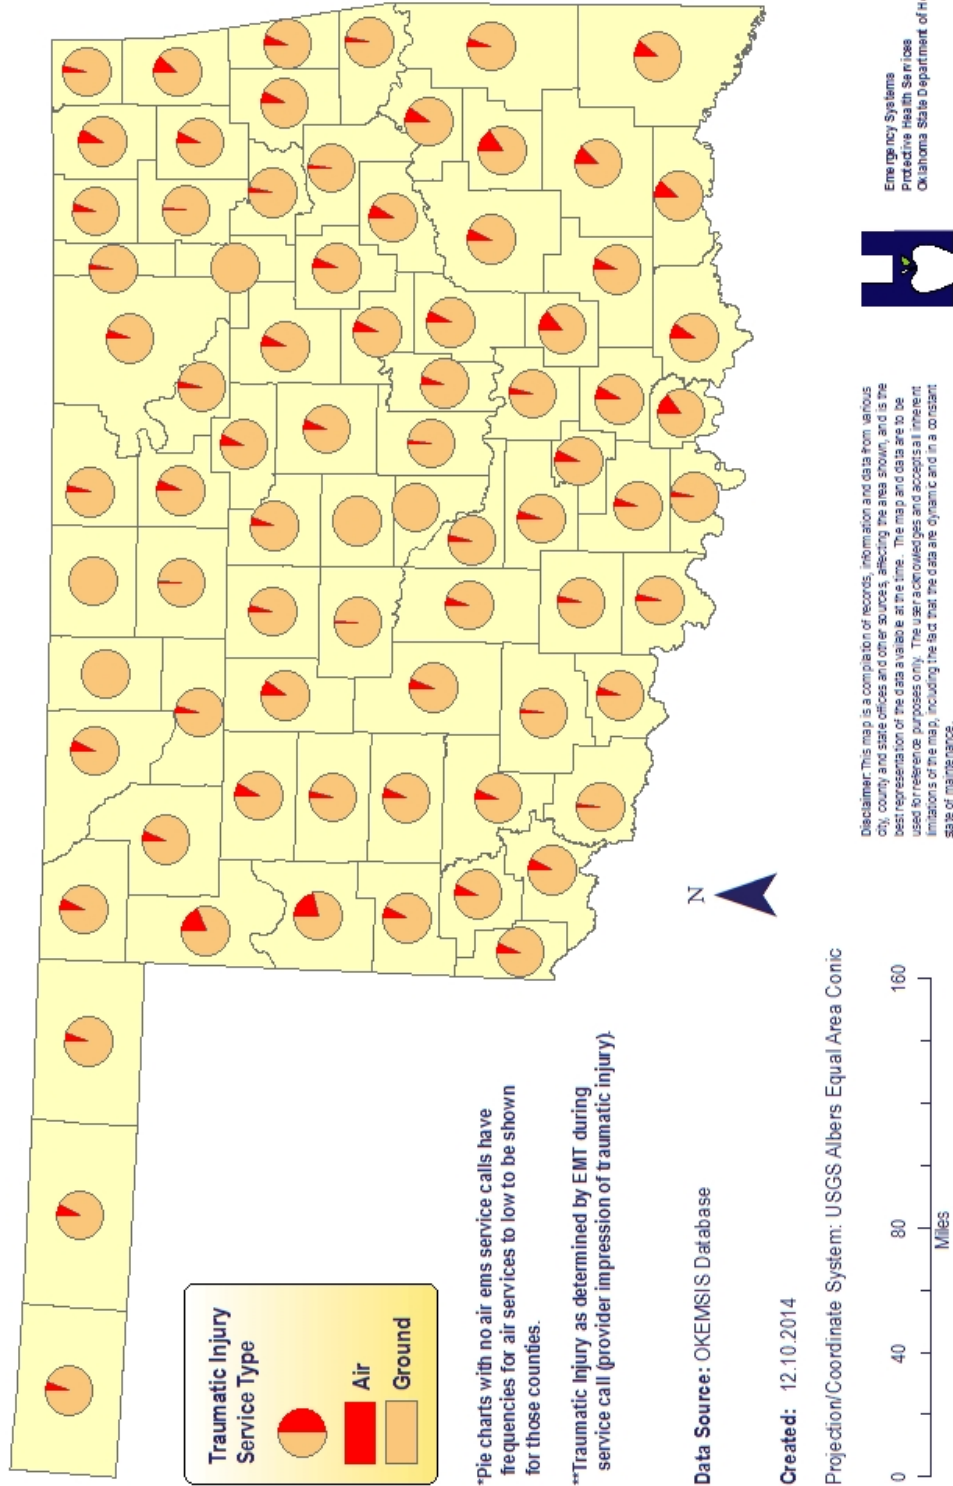 Traumatic Injury
Service Type
Air
Ground
*Pie charts with no air ems service calls have
frequencies for air services to low to be shown
for those counties.
**Traumatic Injury as determined by EMT during
service call (provider impression of traumatic injury).
Data Source: OKEMSIS Database
Created: 12.10.2014
Projection/Coordinate System: USGS Albers Equal Area Conic
0 40 80 160
Miles
N
Disclaimer: This map is a compilation of records, information and data from various
city, county and state offices and other sources, affecting the area shown, and is the
best representation of the data available at the time. The map and data are to be
used for reference purposes only. The user acknowledges and accepts all inherent
limitations of the map, including the fact that the data are dynamic and in a constant
state of maintenance.
Emergency Systems
Protective Health Services
Oklahoma State Department of